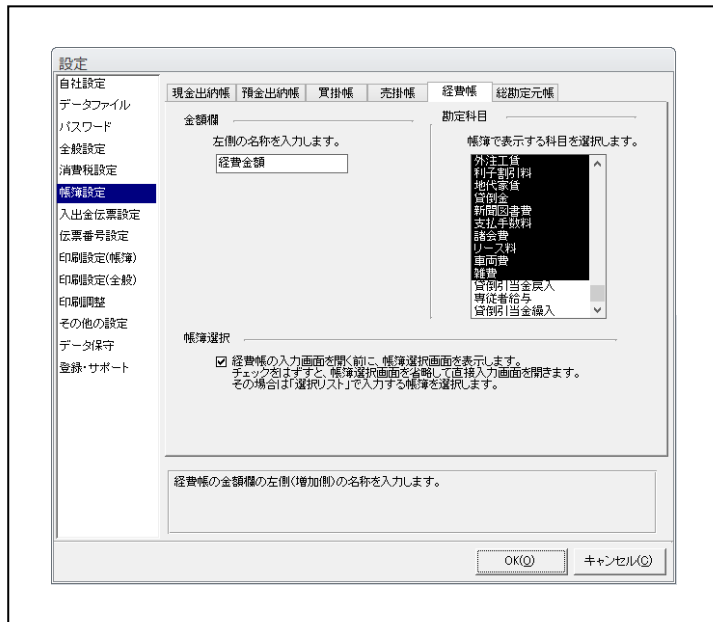 設定
自社設定
データファイル
パスワード
全般設定
消費税設定
帳簿設定
入出金伝票設定
伝票番号設定
印刷設定(帳簿)
印刷設定(全般)
印刷調整
その他の設定
データ保守
登録・サポート
現金出納帳 預金出納帳 買掛帳 売掛帳 経費帳 総勘定元帳
金額欄
左側の名称を入力します。
経費金額
勘定科目
帳簿で表示する科目を選択します。
外注工賃
利子割引料
地代家賃
貸倒金
新聞図書費
支払手数料
諸会費
リース料
車両費
雑費
貸倒引当金戻入
専従者給与
貸倒引当金繰入
帳簿選択
経費帳の入力画面を開く前に、帳簿選択画面を表示します。
チェックをはずすと、帳簿選択画面を省略して直接入力画面を開きます。
その場合は「選択リスト」で入力する帳簿を選択します。
経費帳の金額欄の左側(増加側)の名称を入力します。
OK(O) キャンセル(C)